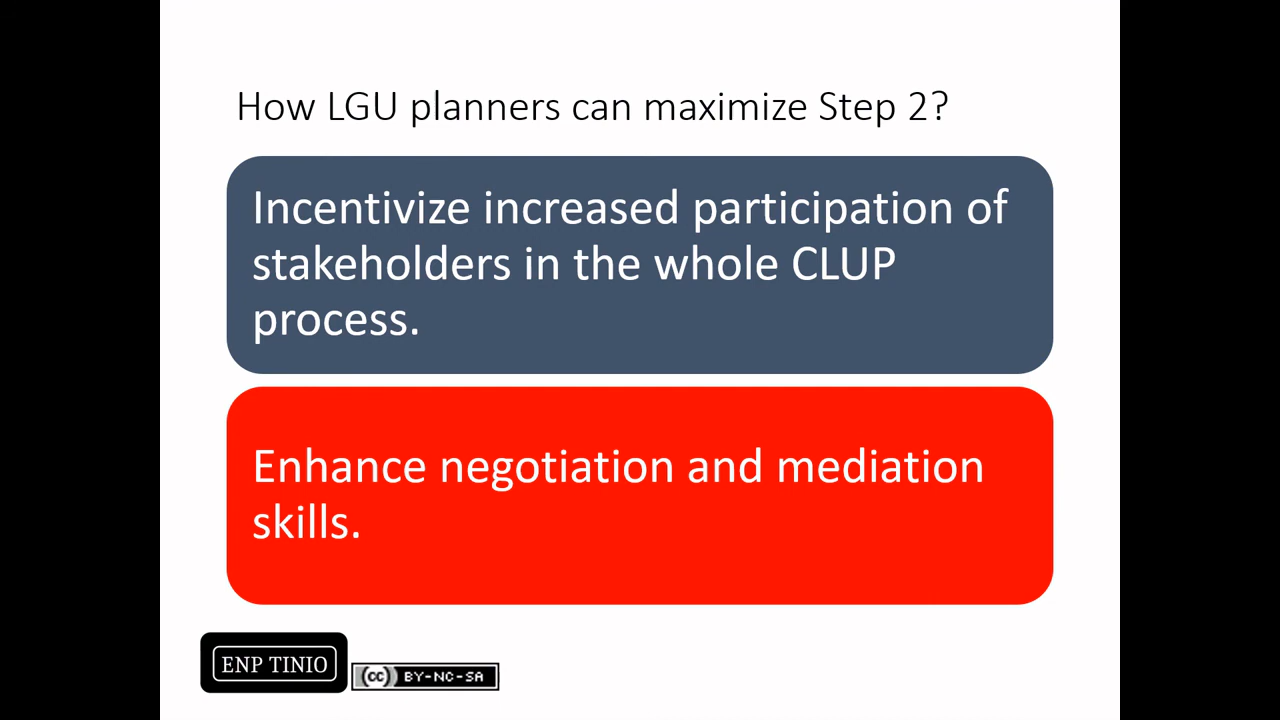 How LGU planners can maximize Step 2?
Incentivize increased participation of
stakeholders in the whole CLUP
process.
Enhance negotiation and mediation
skills.
ENP TINIO
cc BY-NC-SA